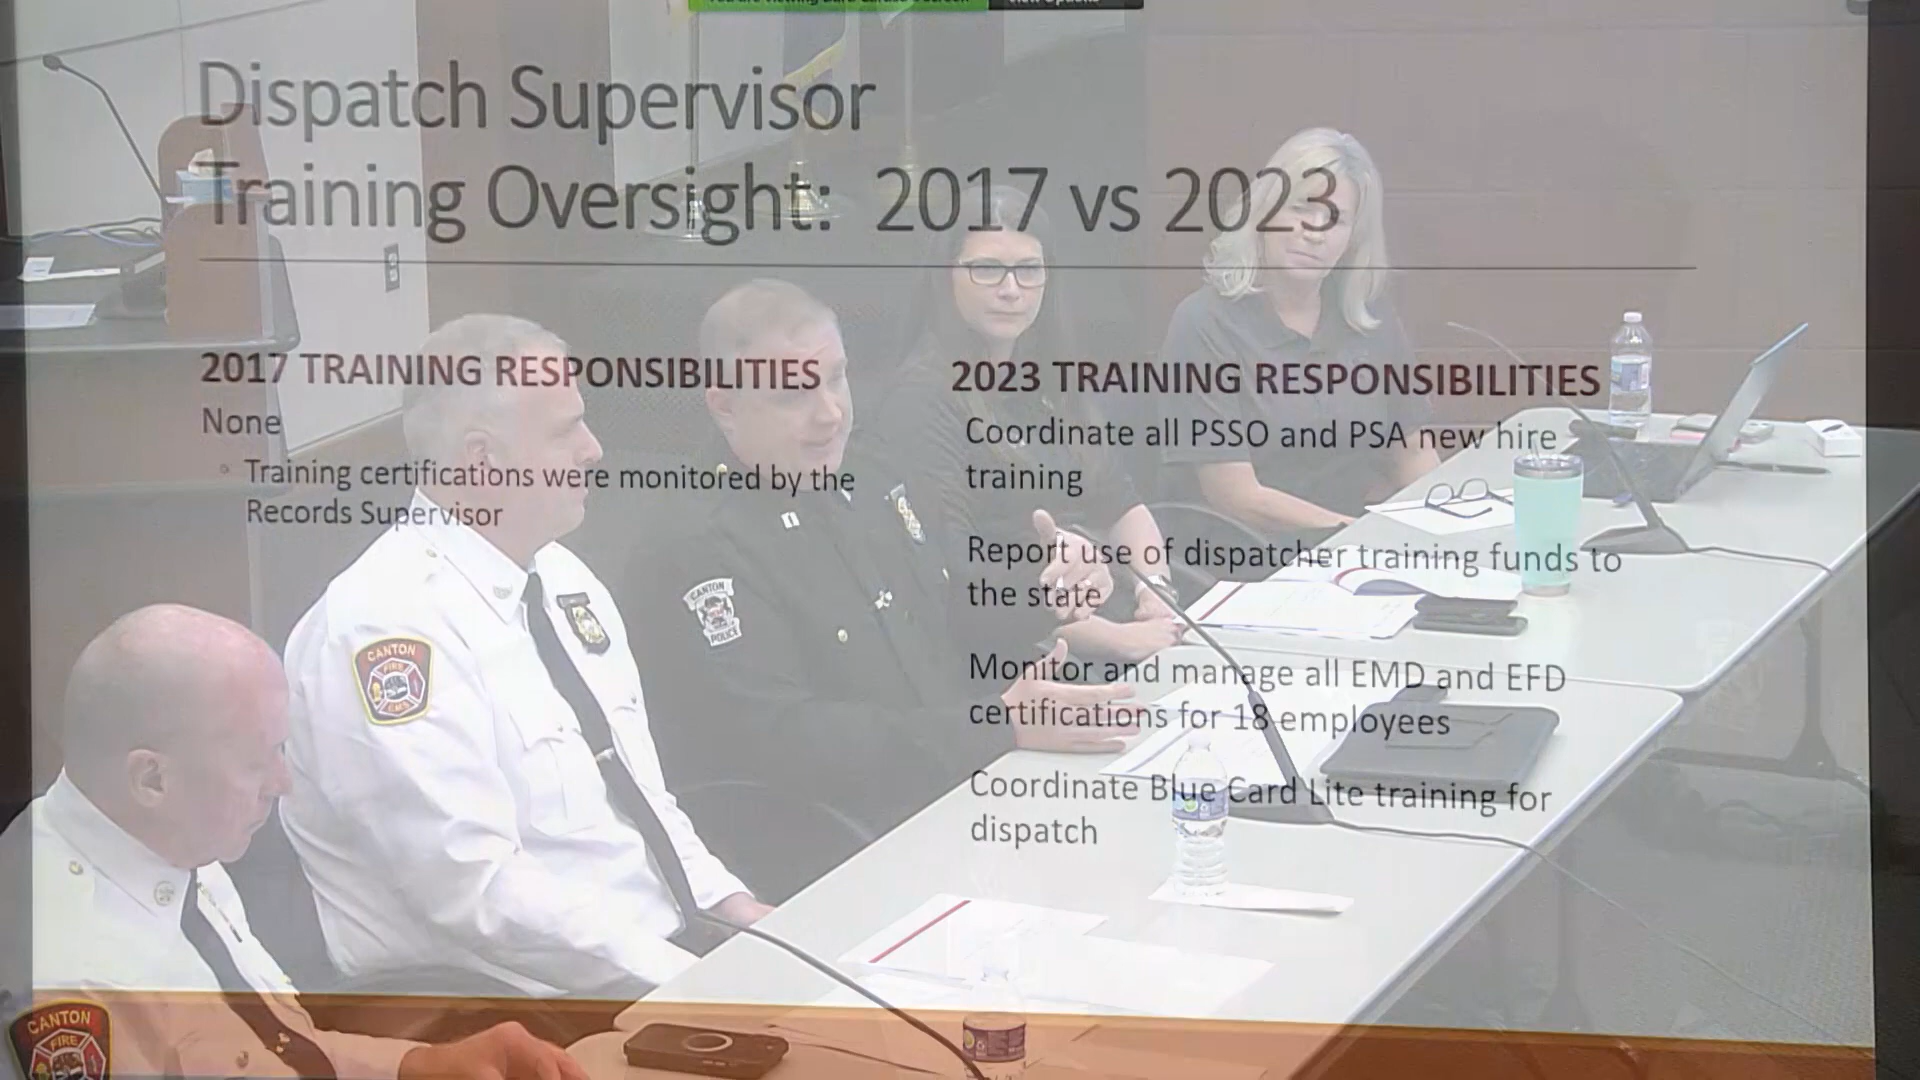 Dispatch Supervisor
Training Oversight: 2017 vs 2023
2017 TRAINING RESPONSIBILITIES
None
Training certifications were monitored by the
Records Supervisor
2023 TRAINING RESPONSIBILITIES
Coordinate all PSSO and PSA new hire
training
Report use of dispatcher training funds to
the state
Monitor and manage all EMD and EFD
certifications for 18 employees
Coordinate Blue Card Lite training for
dispatch
CANTON
POLICE
CANTON
FIRE
EMS
CANTON
FIRE